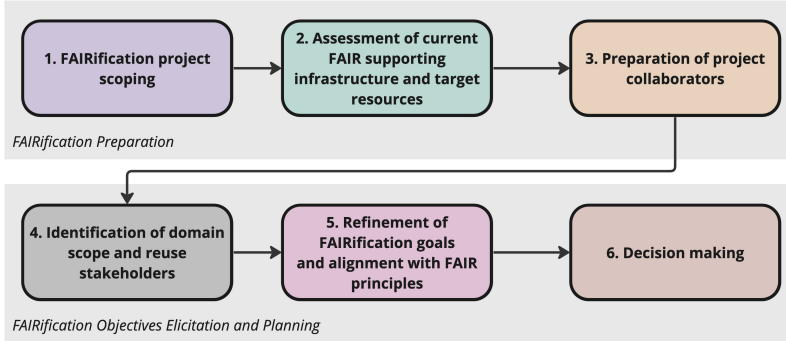 1. FAIRification project
scoping
2. Assessment of current
FAIR supporting
infrastructure and target
resources
3. Preparation of project
collaborators
FAIRification Preparation
4. Identification of domain
scope and reuse
stakeholders
5. Refinement of
FAIRification goals
and alignment with FAIR
principles
6. Decision making
FAIRification Objectives Elicitation and Planning